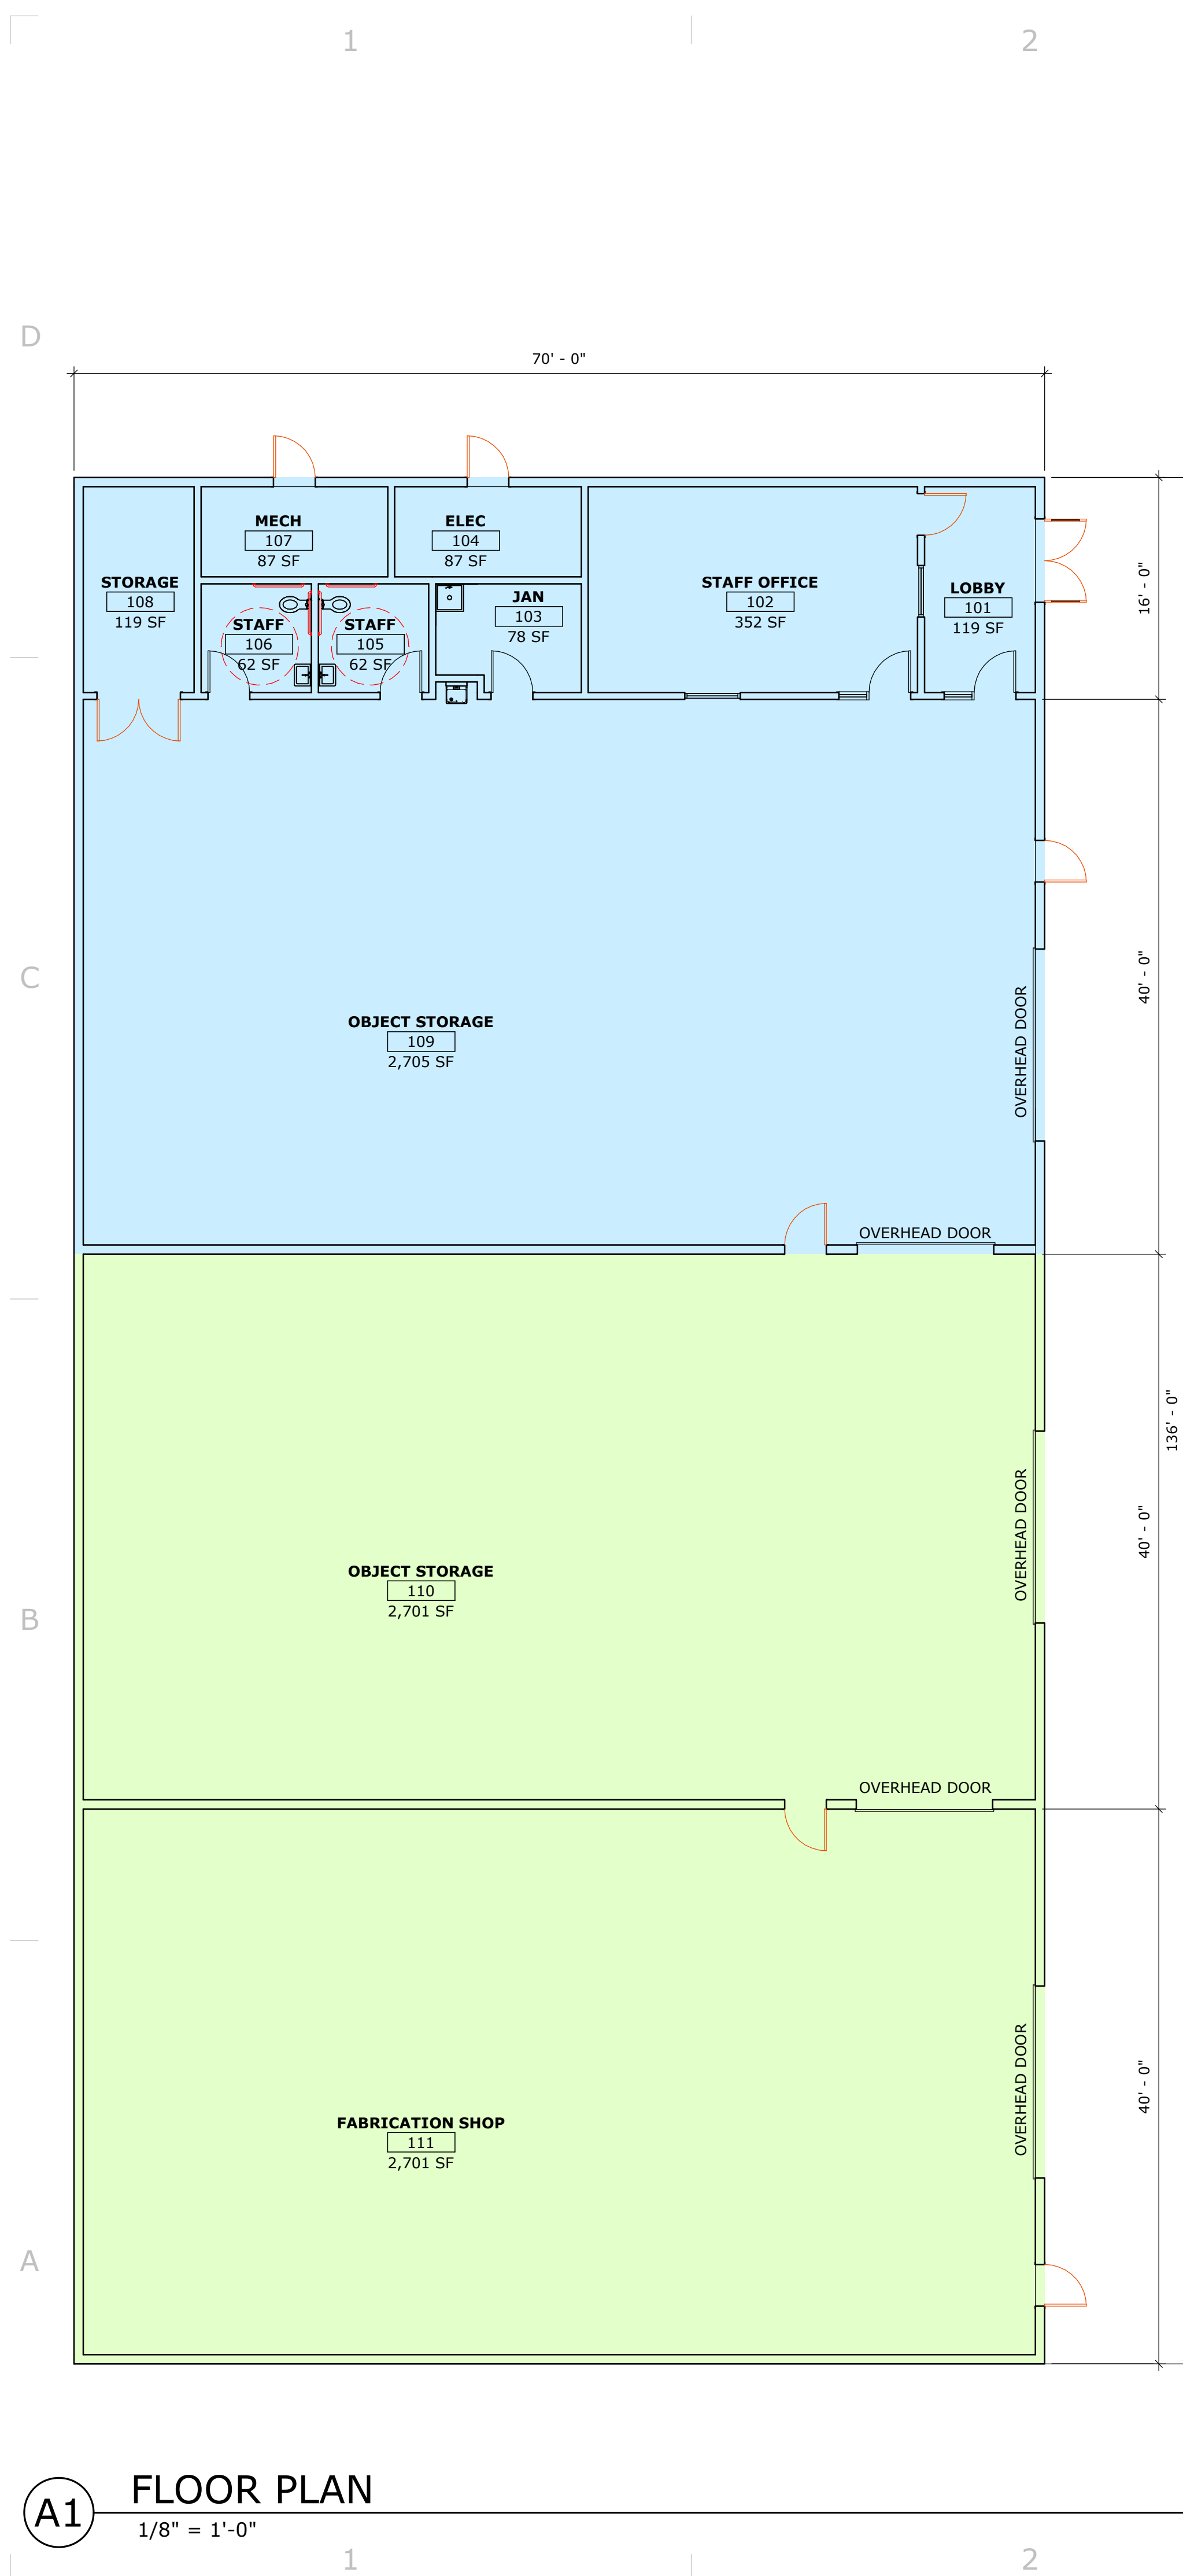 1
2
D
70' - 0"
MECH
107
87 SF
ELEC
104
87 SF
STORAGE
108
119 SF
STAFF
106
62 SF
STAFF
105
62 SF
JAN
103
78 SF
STAFF OFFICE
102
352 SF
LOBBY
101
119 SF
16' - 0"
C
40' - 0"
OBJECT STORAGE
109
2,705 SF
OVERHEAD DOOR
OVERHEAD DOOR
136' - 0"
OVERHEAD DOOR
40' - 0"
OBJECT STORAGE
110
2,701 SF
B
OVERHEAD DOOR
OVERHEAD DOOR
40' - 0"
FABRICATION SHOP
111
2,701 SF
A
A1
FLOOR PLAN
1/8" = 1'-0"
1
2